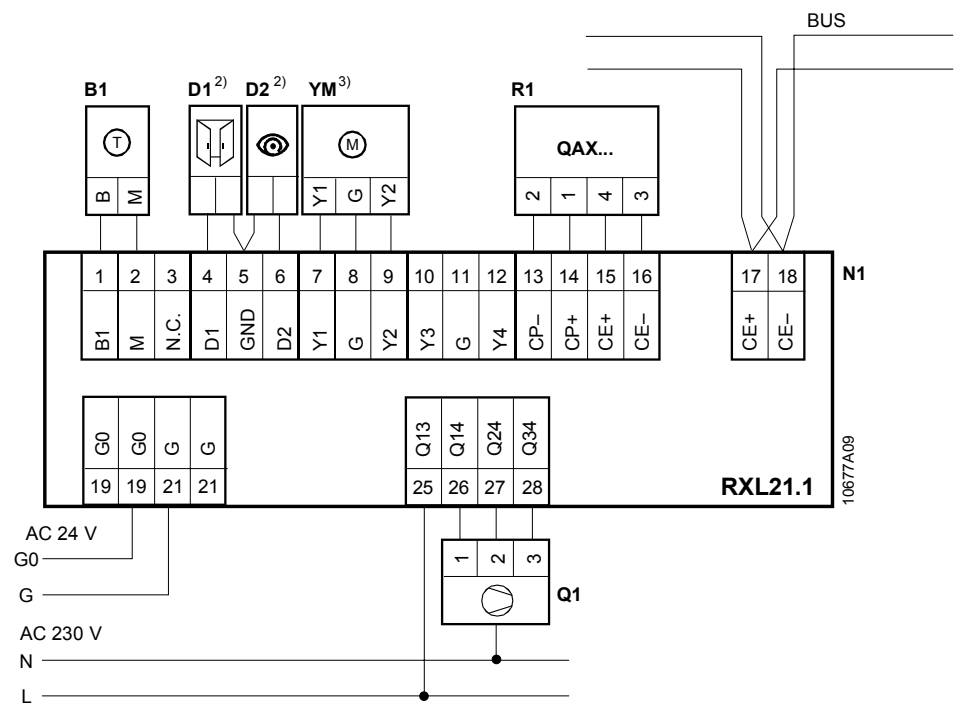 BUS
B1 D1 2) D2 2) YM 3) R1
T M QAX...
B M Y1 G Y2 2 1 4 3
1 2 3 4 5 6 7 8 9 10 11 12 13 14 15 16 17 18 N1
B1 M N.C. D1 GND D2 Y1 G Y2 Y3 G Y4 CP– CP+ CE+ CE– CE+ CE–
G0 G0 G G Q13 Q14 Q24 Q34
19 19 21 21 25 26 27 28 RXL21.1
10677A09
AC 24 V
G0
1 2 3
G
Q1
AC 230 V
N
L